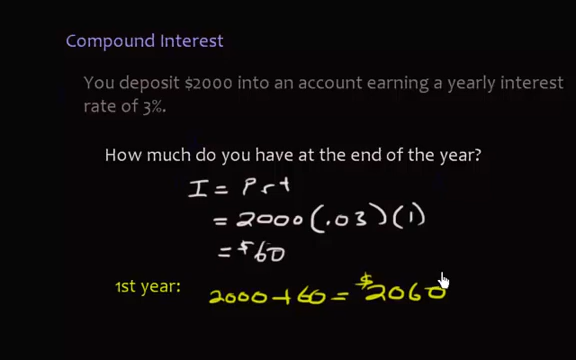 Compound Interest
You deposit $2000 into an account earning a yearly interest
rate of 3%.
How much do you have at the end of the year?
I = Prt
= 2000 (.03)(1)
= $60
1st year: 2000+60 = $2060